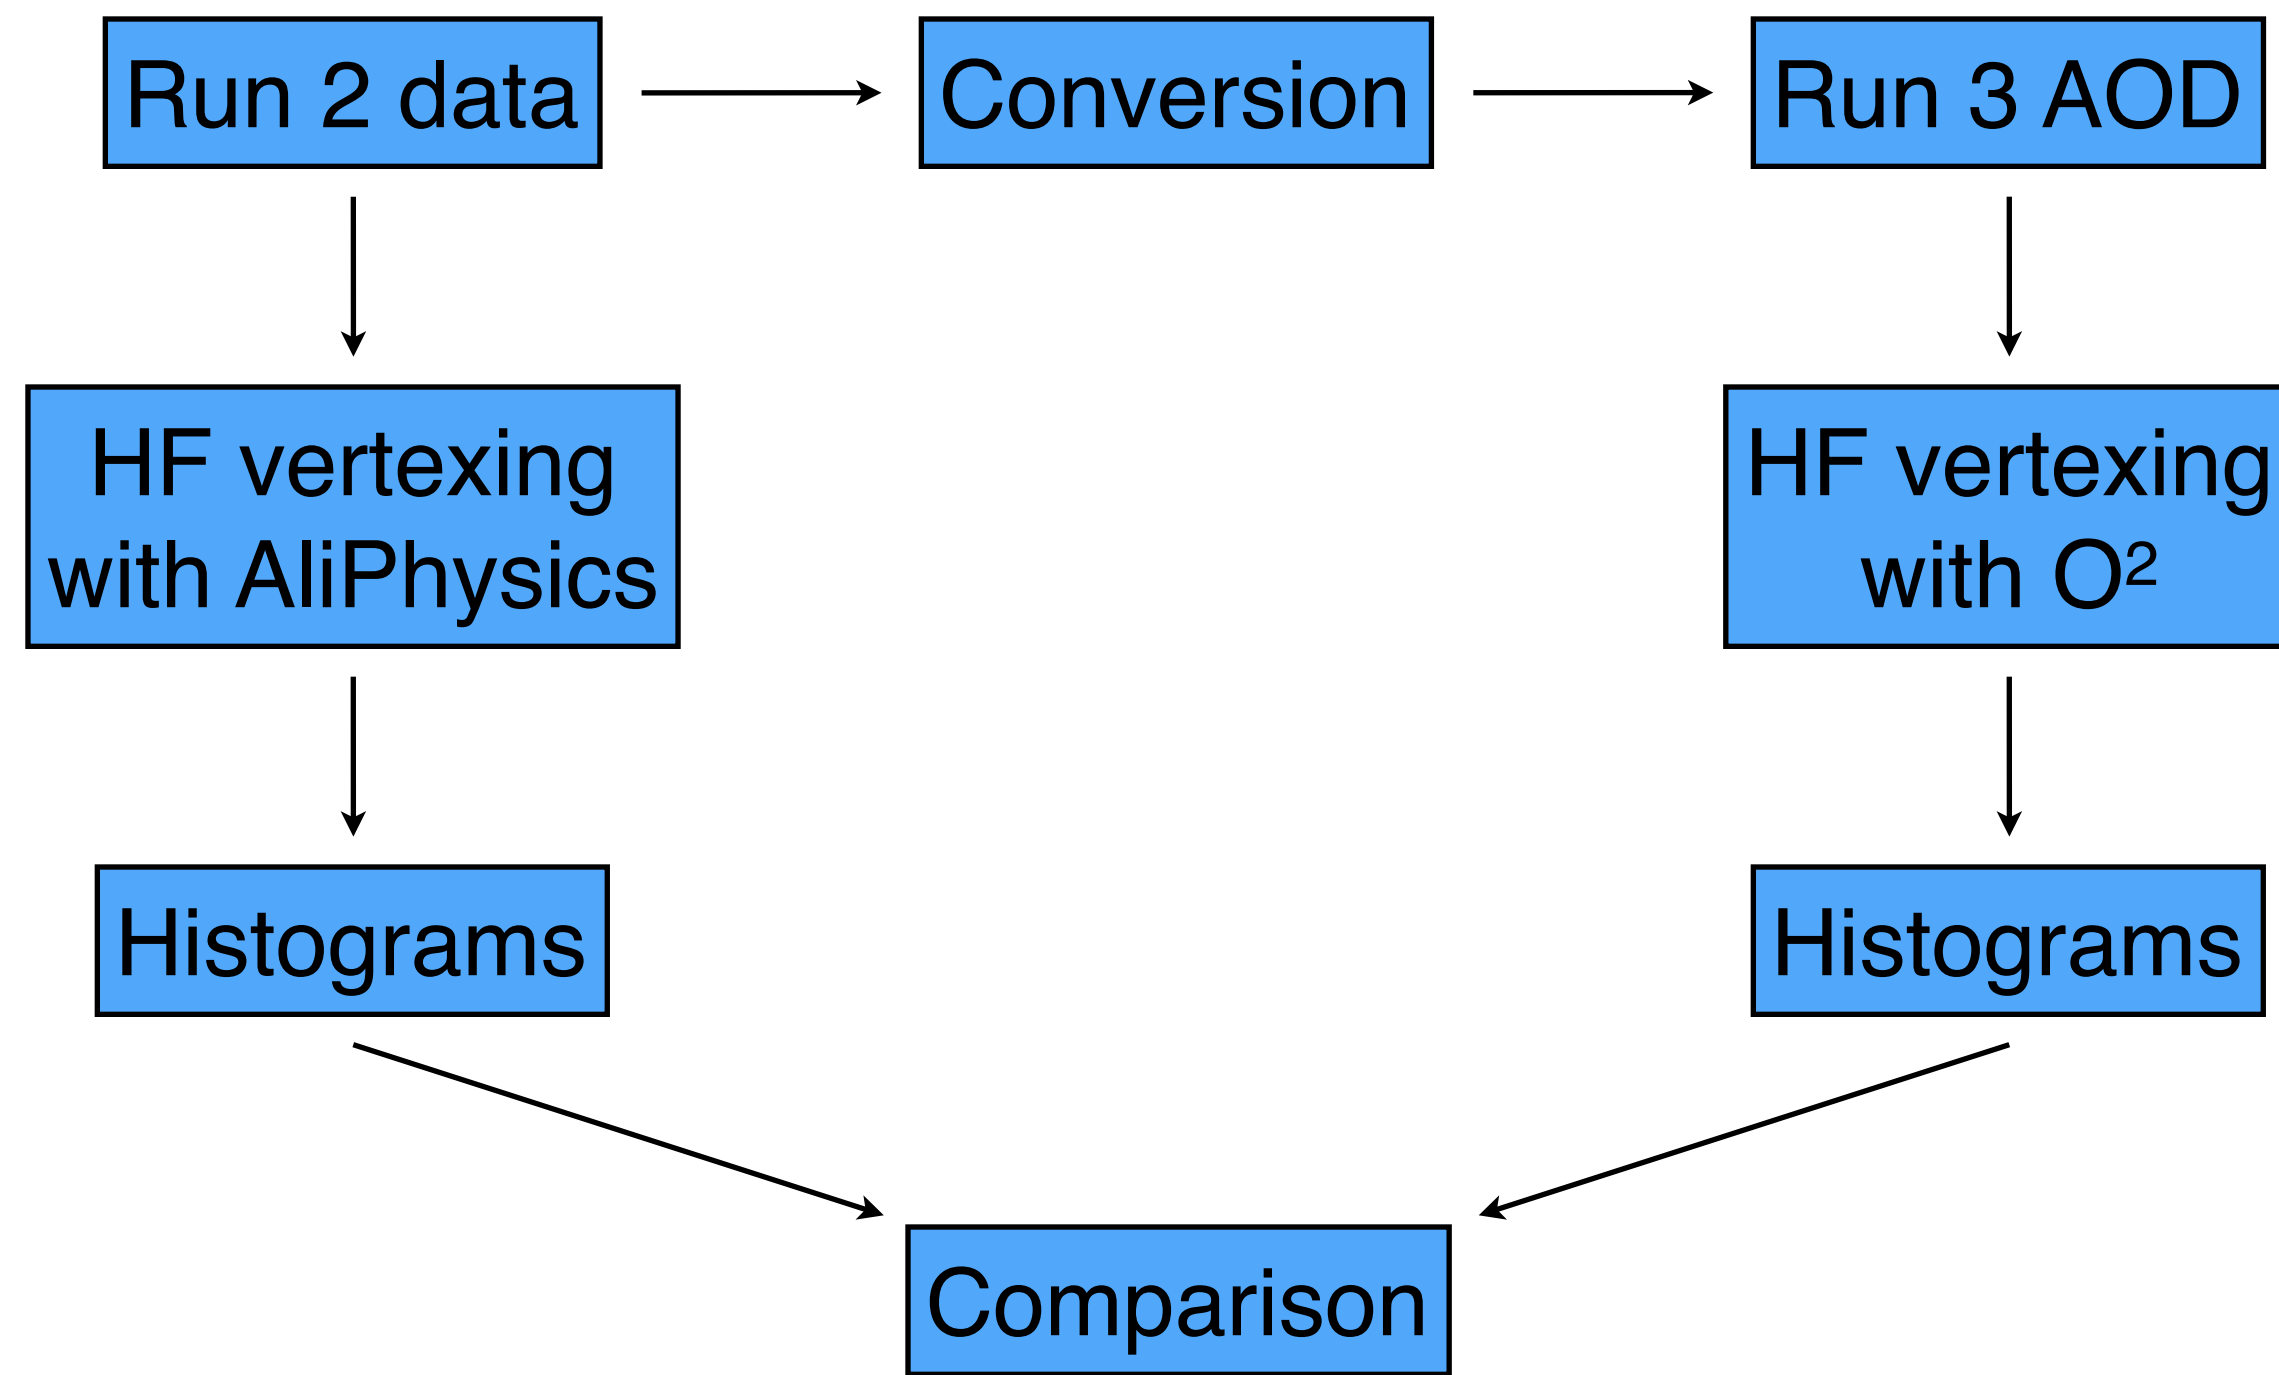 Run 2 data
Conversion
Run 3 AOD
HF vertexing
with AliPhysics
HF vertexing
with O²
Histograms
Histograms
Comparison